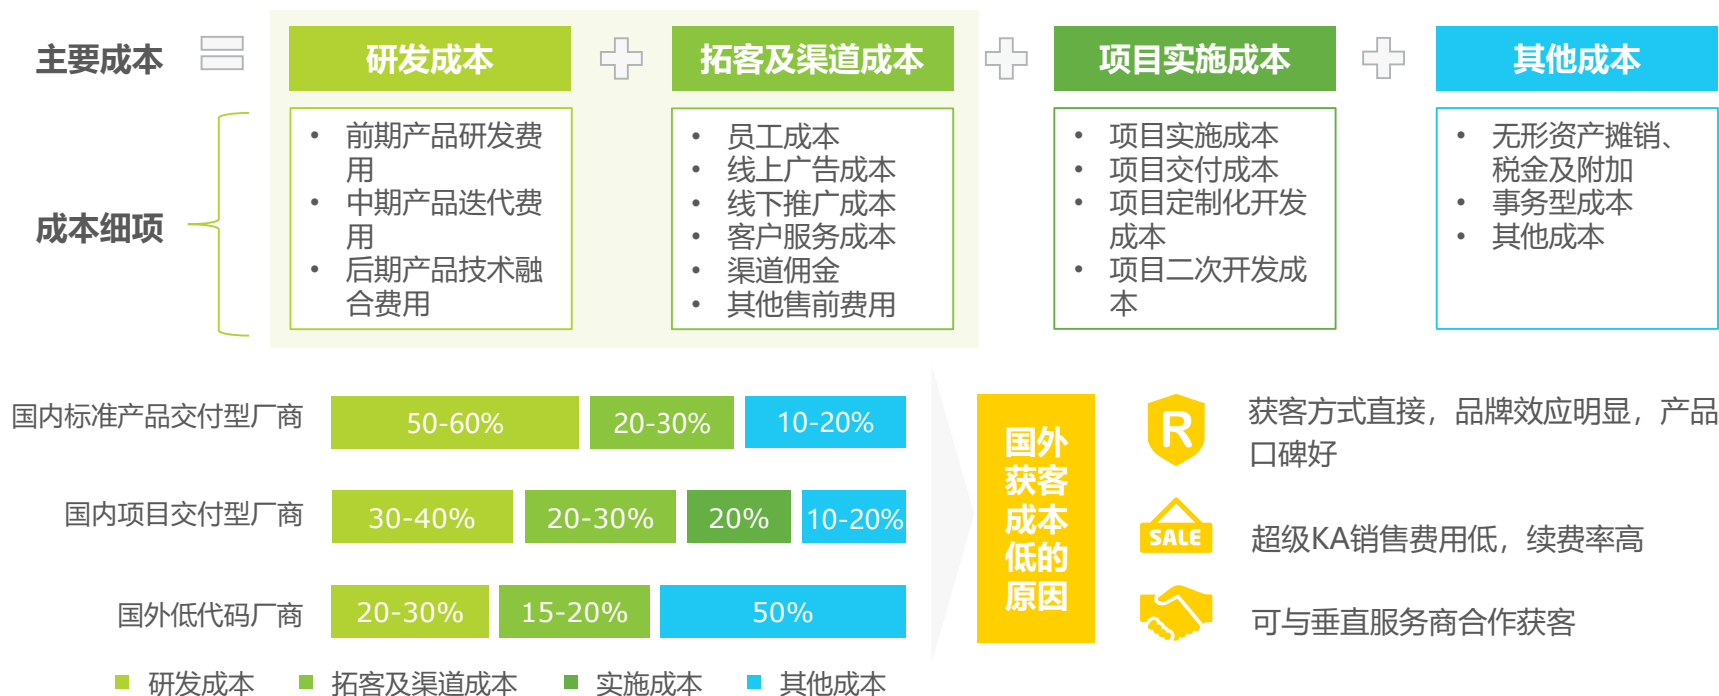 主要成本
研发成本
拓客及渠道成本
项目实施成本
其他成本
成本细项
• 前期产品研发费
用
• 中期产品迭代费
用
• 后期产品技术融
合费用
• 员工成本
• 线上广告成本
• 线下推广成本
• 客户服务成本
• 渠道佣金
• 其他售前费用
• 项目实施成本
• 项目交付成本
• 项目定制化开发
成本
• 项目二次开发成
本
• 无形资产摊销、
税金及附加
• 事务型成本
• 其他成本
国内标准产品交付型厂商
50-60%
20-30%
10-20%
国内项目交付型厂商
30-40%
20-30%
20%
10-20%
国外低代码厂商
20-30%
15-20%
50%
研发成本
拓客及渠道成本
实施成本
其他成本
国外
获客
成本
低的
原因
R
获客方式直接，品牌效应明显，产品
口碑好
SALE
超级KA销售费用低，续费率高
可与垂直服务商合作获客